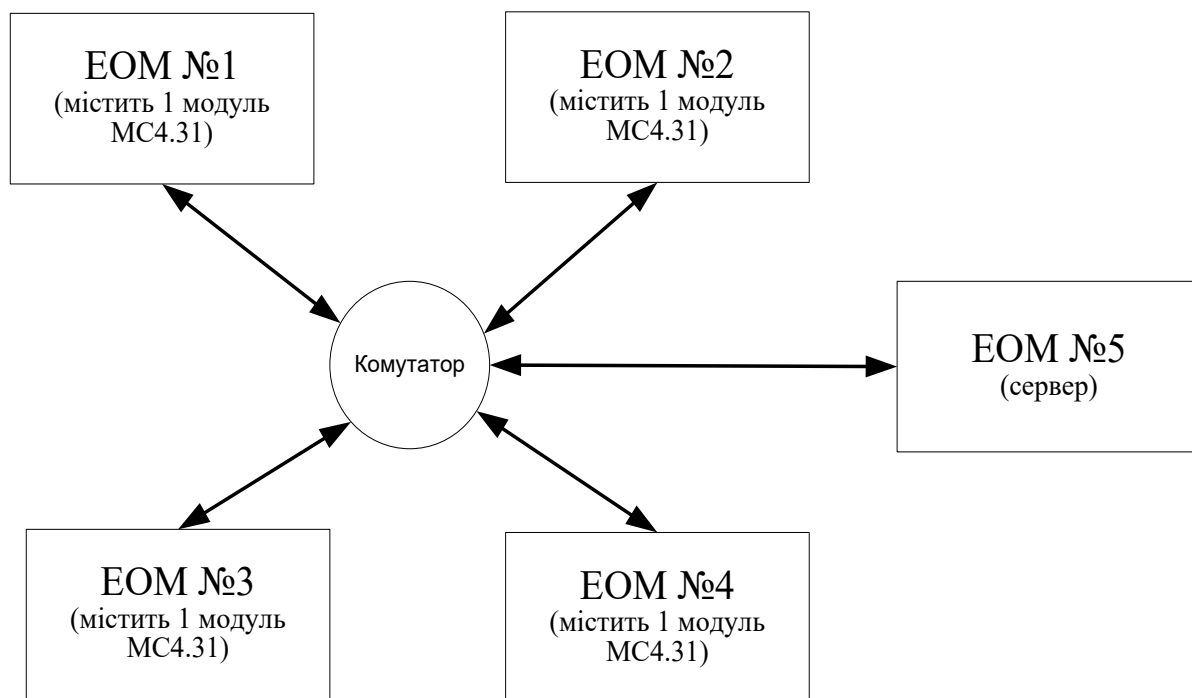 ЕОМ №1
(містить 1 модуль
МС4.31)
ЕОМ №2
(містить 1 модуль
МС4.31)
Комутатор
ЕОМ №5
(сервер)
ЕОМ №3
(містить 1 модуль
МС4.31)
ЕОМ №4
(містить 1 модуль
МС4.31)